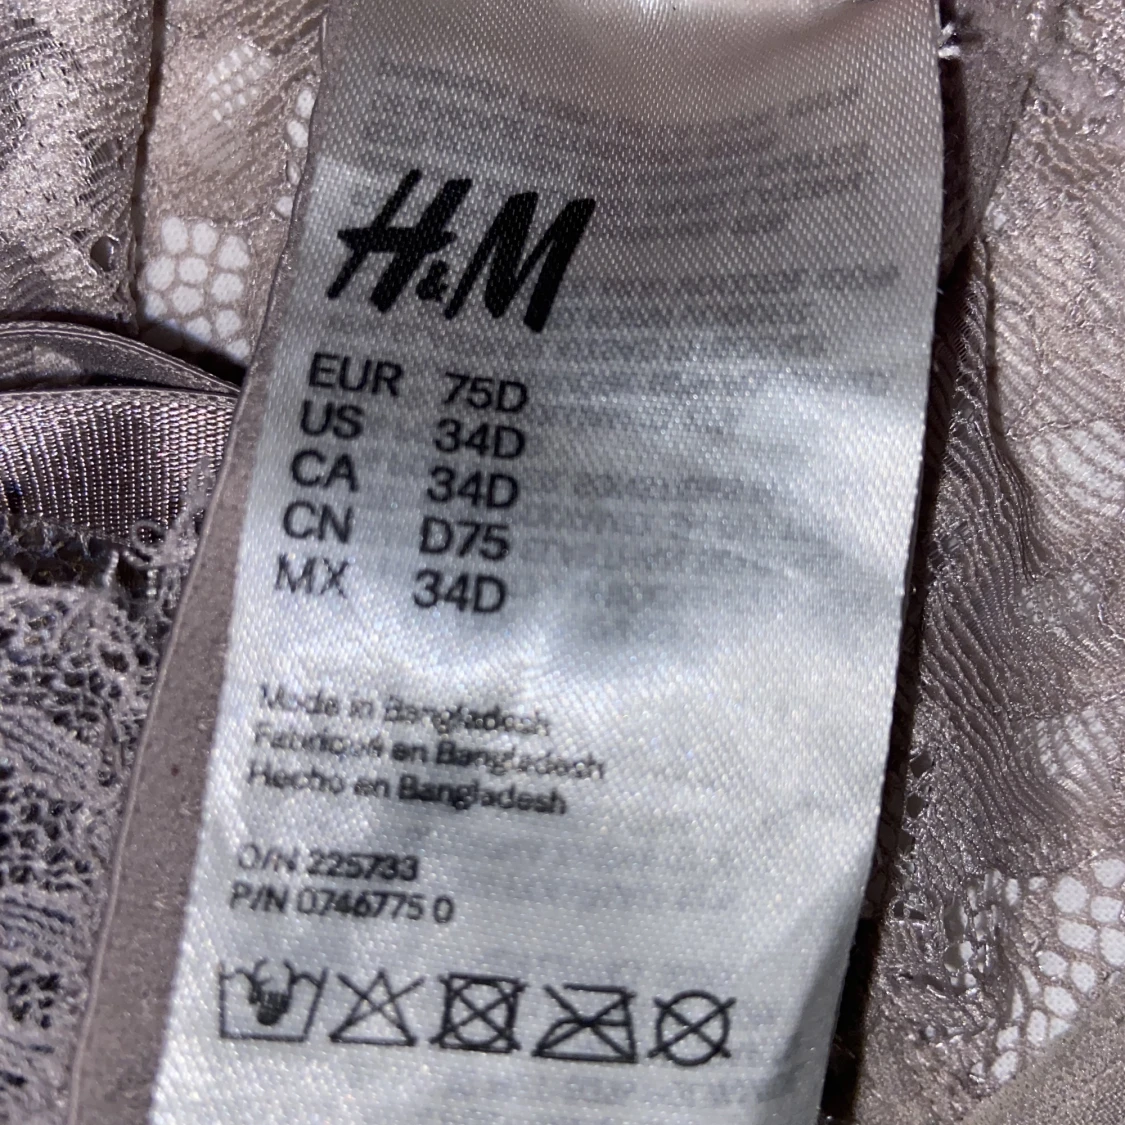 H&M
EUR 75D
US 34D
CA 34D
CN D75
MX 34D
Made in Bangladesh
Fabriqué en Bangladesh
Hecho en Bangladesh
O/N 225733
P/N 0746775 0